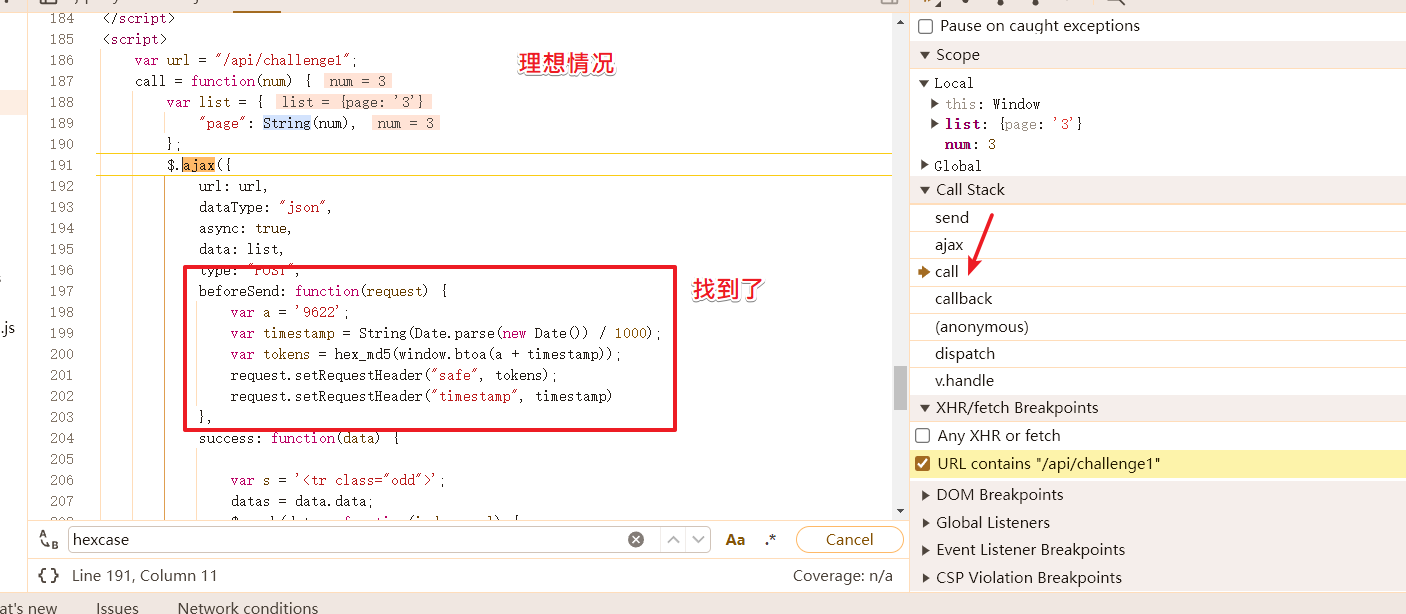 184 </script>
185 <script>
186 var url = "/api/challenge1";
理想情况
187 call = function(num) { num = 3
188 var list = { list = {page: '3'}
189 "page": String(num), num = 3
190 };
191 $.ajax({
192 url: url,
193 dataType: "json",
194 async: true,
195 data: list,
196 type: "POST",
197 beforeSend: function(request) {
找到了
198 var a = '9622';
199 var timestamp = String(Date.parse(new Date()) / 1000);
200 var tokens = hex_md5(window.btoa(a + timestamp));
201 request.setRequestHeader("safe", tokens);
202 request.setRequestHeader("timestamp", timestamp)
203 },
204 success: function(data) {
205
206 var s = '<tr class="odd">';
207 datas = data.data;
.js
hexcase
Aa .* Cancel
{} Line 191, Column 11
Coverage: n/a
at's new Issues Network conditions
Pause on caught exceptions
Scope
Local
this: Window
list: {page: '3'}
num: 3
Global
Call Stack
send
ajax
call
callback
(anonymous)
dispatch
v.handle
XHR/fetch Breakpoints
Any XHR or fetch
URL contains "/api/challenge1"
DOM Breakpoints
Global Listeners
Event Listener Breakpoints
CSP Violation Breakpoints